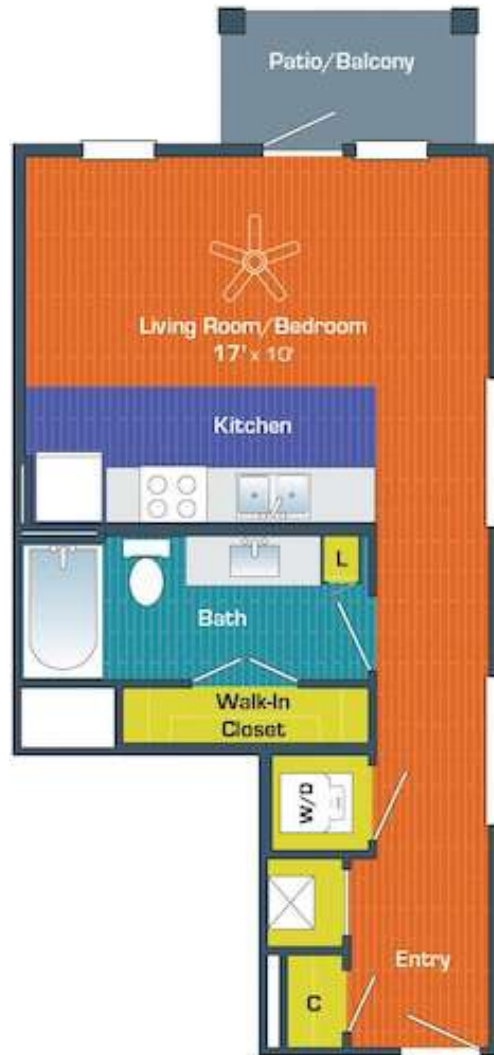 Patio/Balcony
Living Room/Bedroom
17' x 10'
Kitchen
L
Bath
Walk-In
Closet
W/D
Entry
C